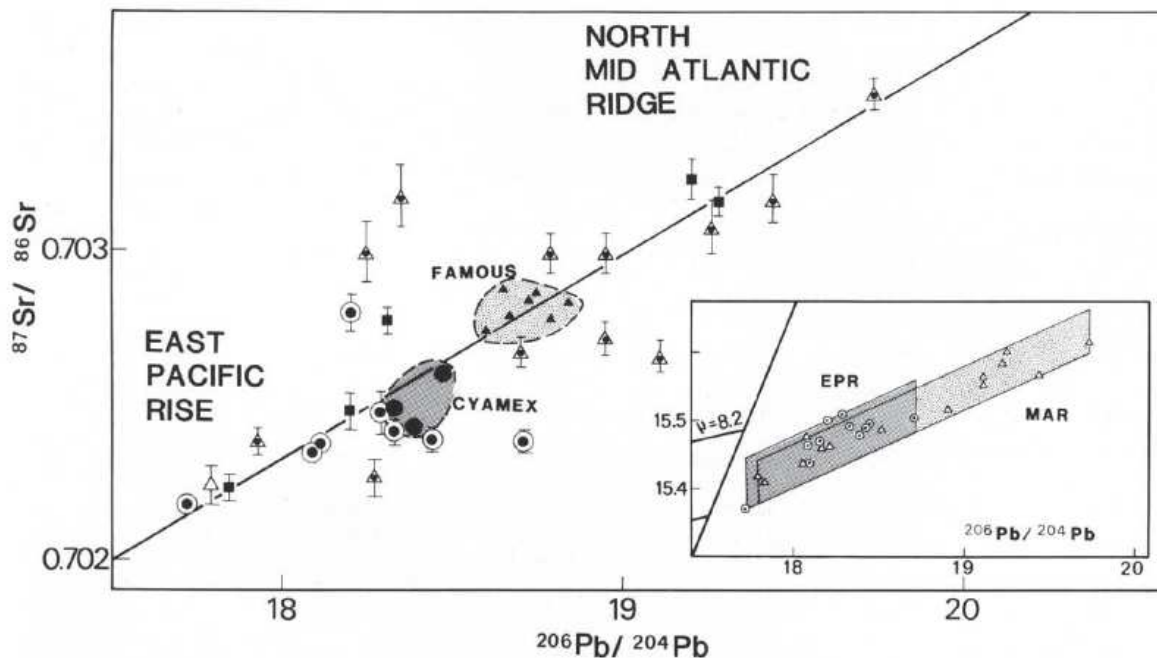 NORTH
MID ATLANTIC
RIDGE
87Sr/ 86Sr
0.703
FAMOUS
EAST
PACIFIC
RISE
CYAMEX
0.702
18
19
20
206Pb/ 204Pb
EPR
MAR
μ=8.2
15.5
15.4
206Pb/ 204Pb
18
19
20